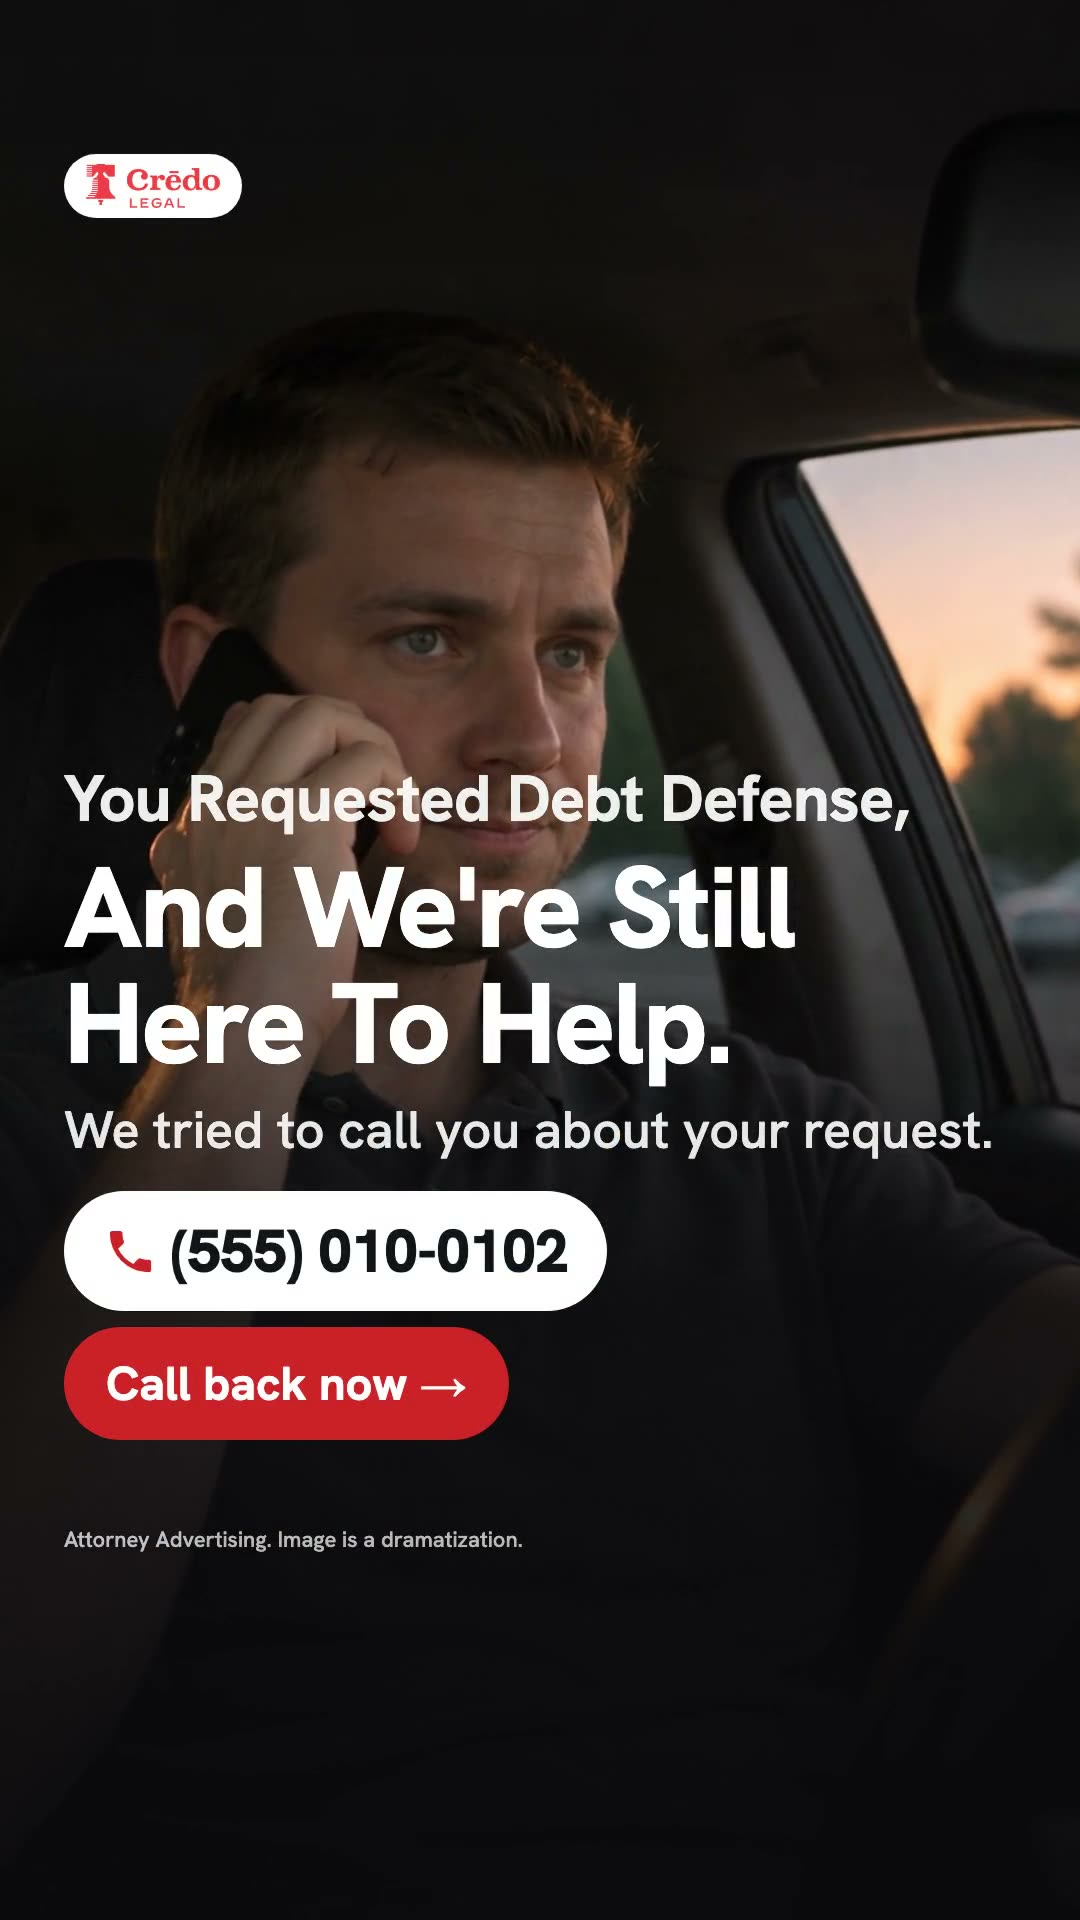 Crēdo
LEGAL
You Requested Debt Defense,
And We're Still
Here To Help.
We tried to call you about your request.
(555) 010-0102
Call back now →
Attorney Advertising. Image is a dramatization.